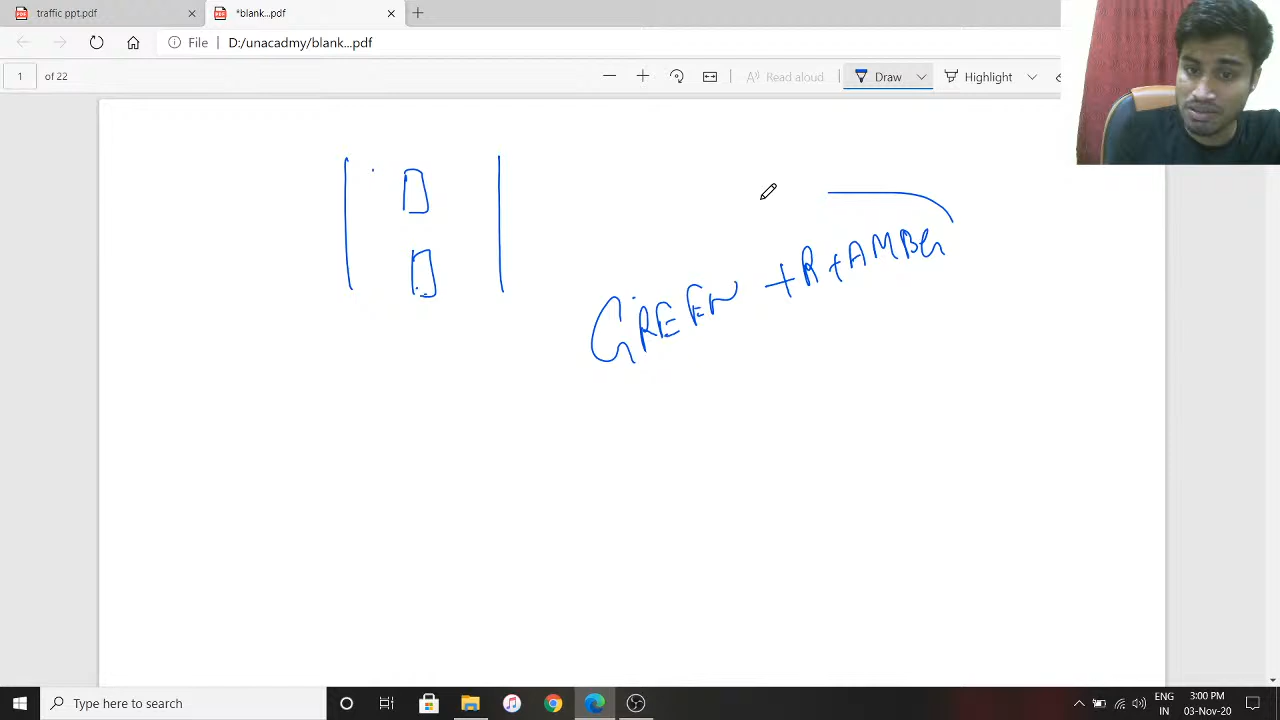 traffic ppt.pdf
*blank...pdf
File D:/unacadmy/blank...pdf
1 of 22
Read aloud
Draw
Highlight
GREEN +R+AMBER
Type here to search
ENG
IN
3:00 PM
03-Nov-20